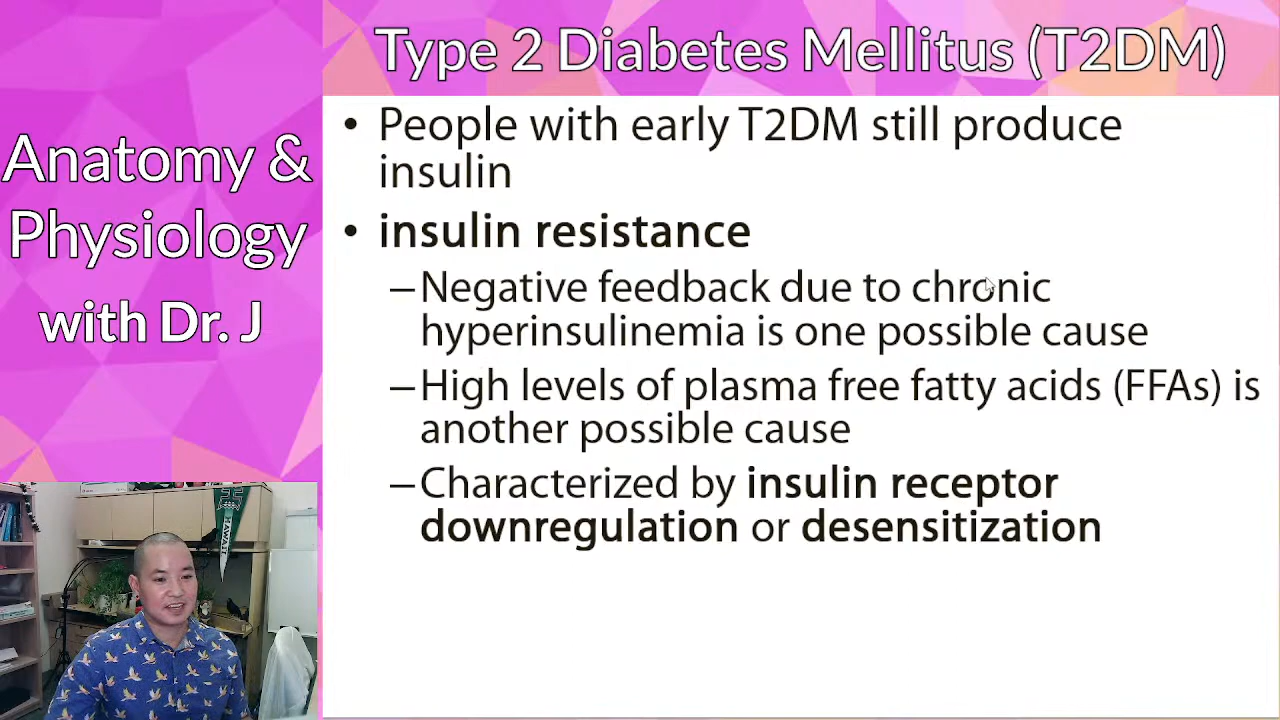 Type 2 Diabetes Mellitus (T2DM)
Anatomy &
Physiology
with Dr. J
• People with early T2DM still produce
insulin
• insulin resistance
–Negative feedback due to chronic
hyperinsulinemia is one possible cause
–High levels of plasma free fatty acids (FFAs) is
another possible cause
–Characterized by insulin receptor
downregulation or desensitization
HAWAII